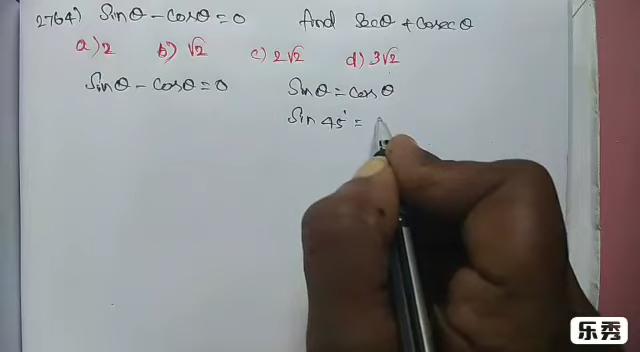 2764) Sinθ - Cosθ = 0 And Secθ + Cosecθ
a) 2 b) √2 c) 2√2 d) 3√2
Sinθ - Cosθ = 0 Sinθ = Cosθ
Sin 45° =
乐秀